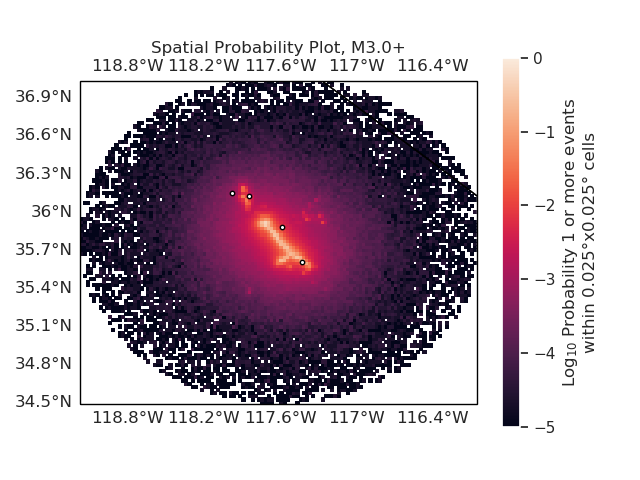 Spatial Probability Plot, M3.0+
118.8°W 118.2°W 117.6°W 117°W 116.4°W
36.9°N
36.6°N
36.3°N
36°N
35.7°N
35.4°N
35.1°N
34.8°N
34.5°N
118.8°W 118.2°W 117.6°W 117°W 116.4°W
0
−1
−2
−3
−4
−5
Log₁₀ Probability 1 or more events
within 0.025°x0.025° cells